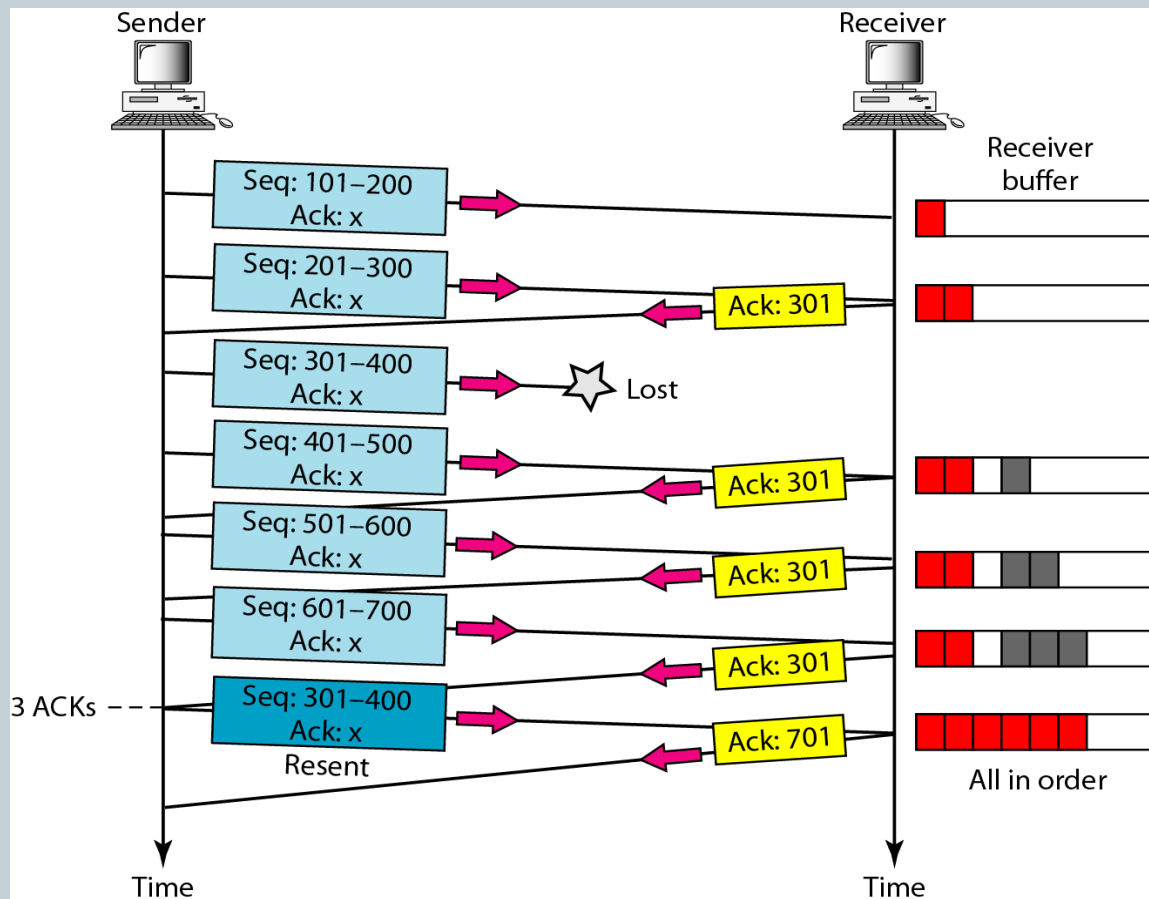 Sender
Receiver
Receiver
buffer
Seq: 101–200
Ack: x
Seq: 201–300
Ack: x
Ack: 301
Seq: 301–400
Ack: x
Lost
Seq: 401–500
Ack: x
Ack: 301
Seq: 501–600
Ack: x
Ack: 301
Seq: 601–700
Ack: x
Ack: 301
3 ACKs
Seq: 301–400
Ack: x
Resent
Ack: 701
All in order
Time
Time